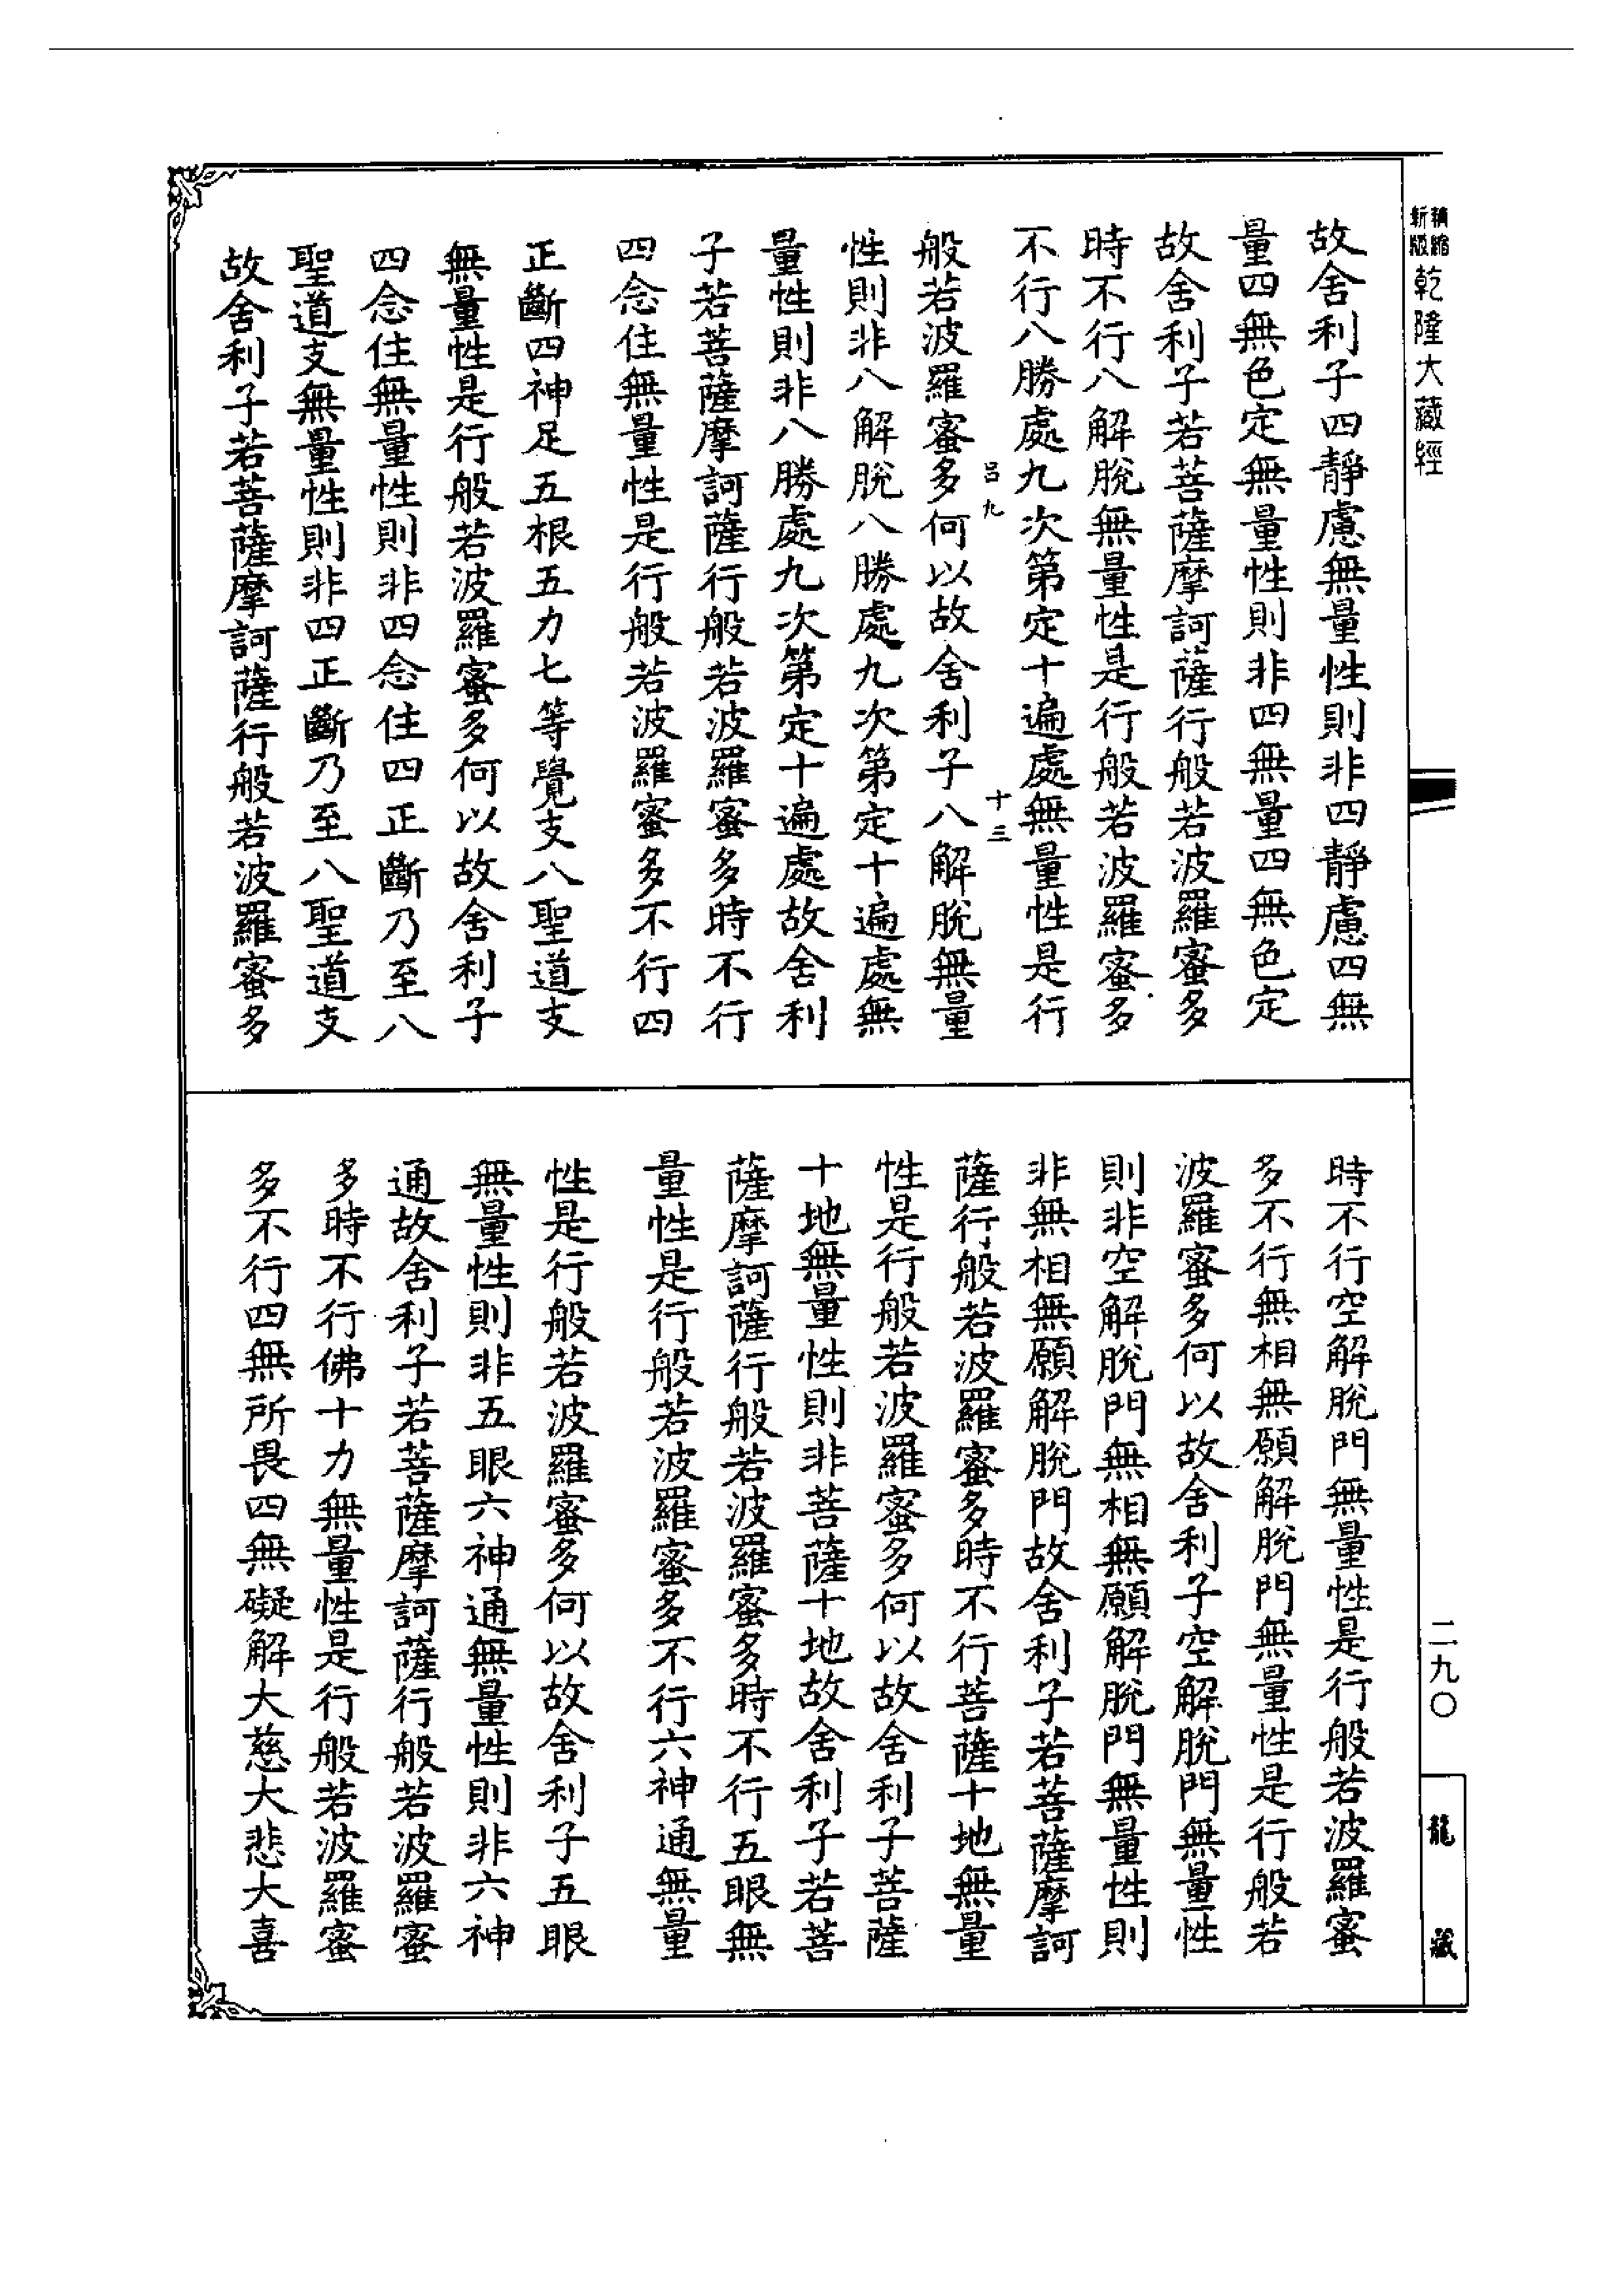 精縮
新版
乾隆大藏經
故舍利子四靜慮無量性則非四靜慮四無
量四無色定無量性則非四無量四無色定
故舍利子若菩薩摩訶薩行般若波羅蜜多
時不行八解脫無量性是行般若波羅蜜多
不行八勝處九次第定十遍處無量性是行
呂九
十三
般若波羅蜜多何以故舍利子八解脫無量
性則非八解脫八勝處九次第定十遍處無
量性則非八勝處九次第定十遍處故舍利
子若菩薩摩訶薩行般若波羅蜜多時不行
四念住無量性是行般若波羅蜜多不行四
正斷四神足五根五力七等覺支八聖道支
無量性是行般若波羅蜜多何以故舍利子
四念住無量性則非四念住四正斷乃至八
聖道支無量性則非四正斷乃至八聖道支
故舍利子若菩薩摩訶薩行般若波羅蜜多
時不行空解脫門無量性是行般若波羅蜜
多不行無相無願解脫門無量性是行般若
波羅蜜多何以故舍利子空解脫門無量性
則非空解脫門無相無願解脫門無量性則
非無相無願解脫門故舍利子若菩薩摩訶
薩行般若波羅蜜多時不行菩薩十地無量
性是行般若波羅蜜多何以故舍利子菩薩
十地無量性則非菩薩十地故舍利子若菩
薩摩訶薩行般若波羅蜜多時不行五眼無
量性是行般若波羅蜜多不行六神通無量
性是行般若波羅蜜多何以故舍利子五眼
無量性則非五眼六神通無量性則非六神
通故舍利子若菩薩摩訶薩行般若波羅蜜
多時不行佛十力無量性是行般若波羅蜜
多不行四無所畏四無礙解大慈大悲大喜
二九〇
龍藏